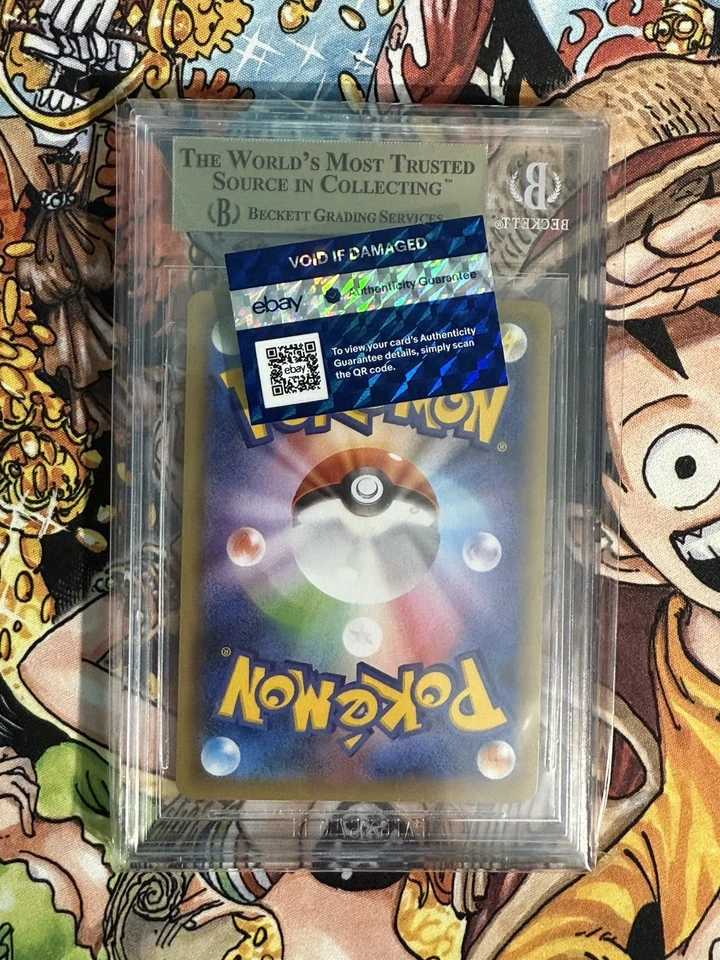 THE WORLD'S MOST TRUSTED
SOURCE IN COLLECTING™
BECKETT GRADING SERVICES
B
BECKETT®
VOID IF DAMAGED
ebay Authenticity Guarantee
ebay
To view your card's Authenticity
Guarantee details, simply scan
the QR code.
POKÉMON
®
POKÉMON
®